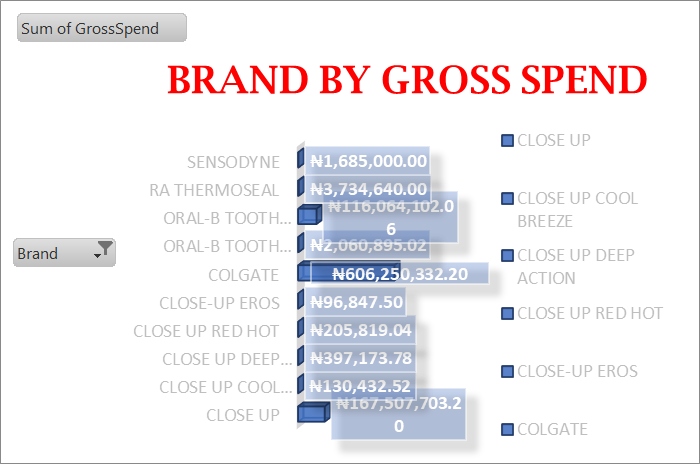 Sum of GrossSpend
BRAND BY GROSS SPEND
SENSODYNE ₦1,685,000.00
RA THERMOSEAL ₦3,734,640.00
ORAL-B TOOTH... ₦116,064,102.0
6
ORAL-B TOOTH... ₦2,060,895.02
COLGATE ₦606,250,332.20
CLOSE-UP EROS ₦96,847.50
CLOSE UP RED HOT ₦205,819.04
CLOSE UP DEEP... ₦397,173.78
CLOSE UP COOL... ₦130,432.52
CLOSE UP ₦167,507,703.2
0
Brand
CLOSE UP
CLOSE UP COOL
BREEZE
CLOSE UP DEEP
ACTION
CLOSE UP RED HOT
CLOSE-UP EROS
COLGATE